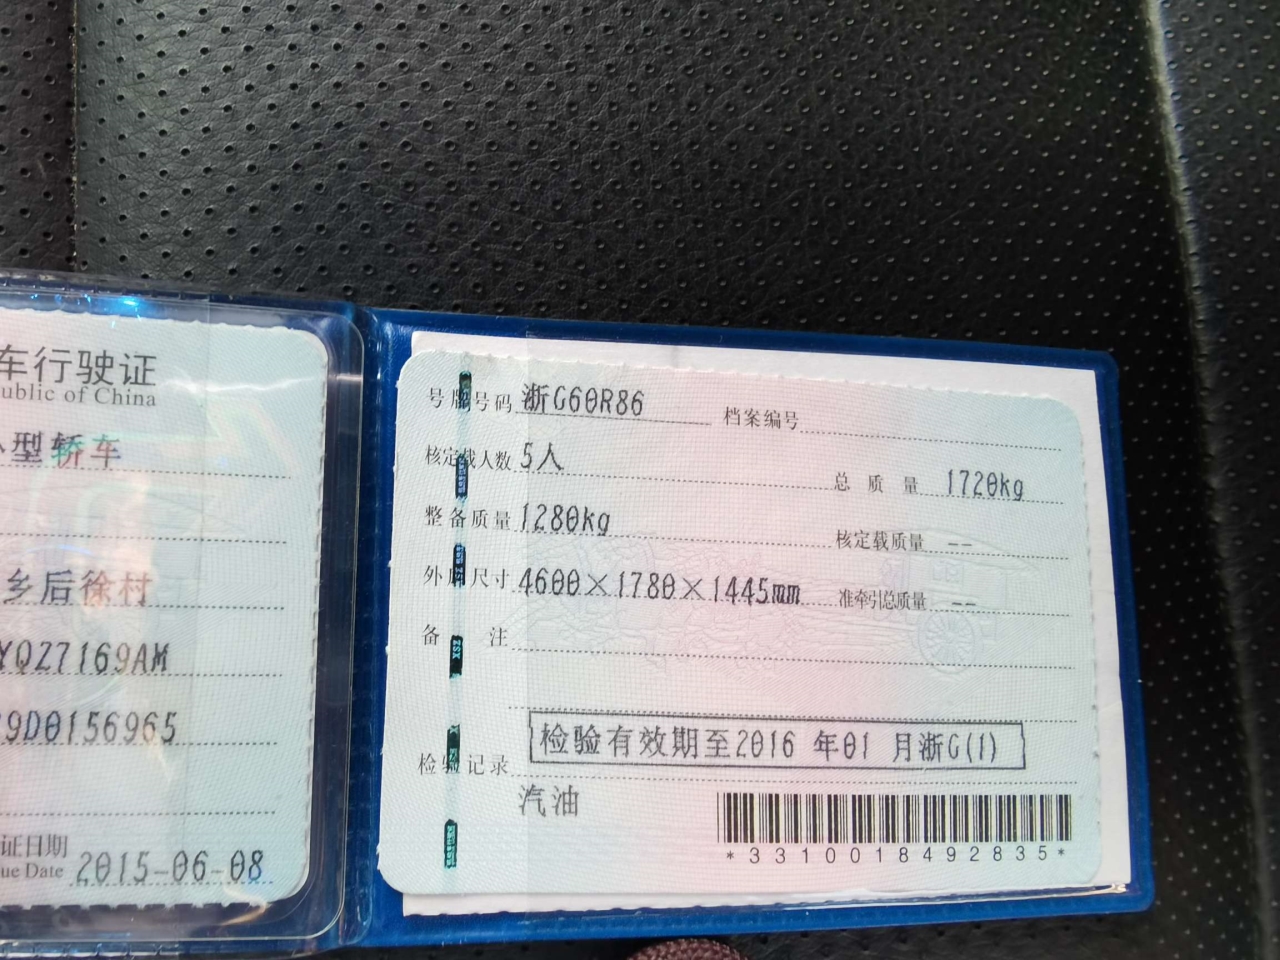 车行驶证
ublic of China
小型轿车
乡后徐村
YQZ7169AM
9D0156965
证日期
ue Date 2015-06-08
号牌号码 浙G60R86 档案编号
核定载人数 5人 总质量 1720kg
整备质量 1280kg 核定载质量 --
外廓尺寸 4600×1780×1445mm 准牵引总质量 --
备注
检验有效期至2016 年01 月浙G(1)
检验记录
汽油
*3310018492835*